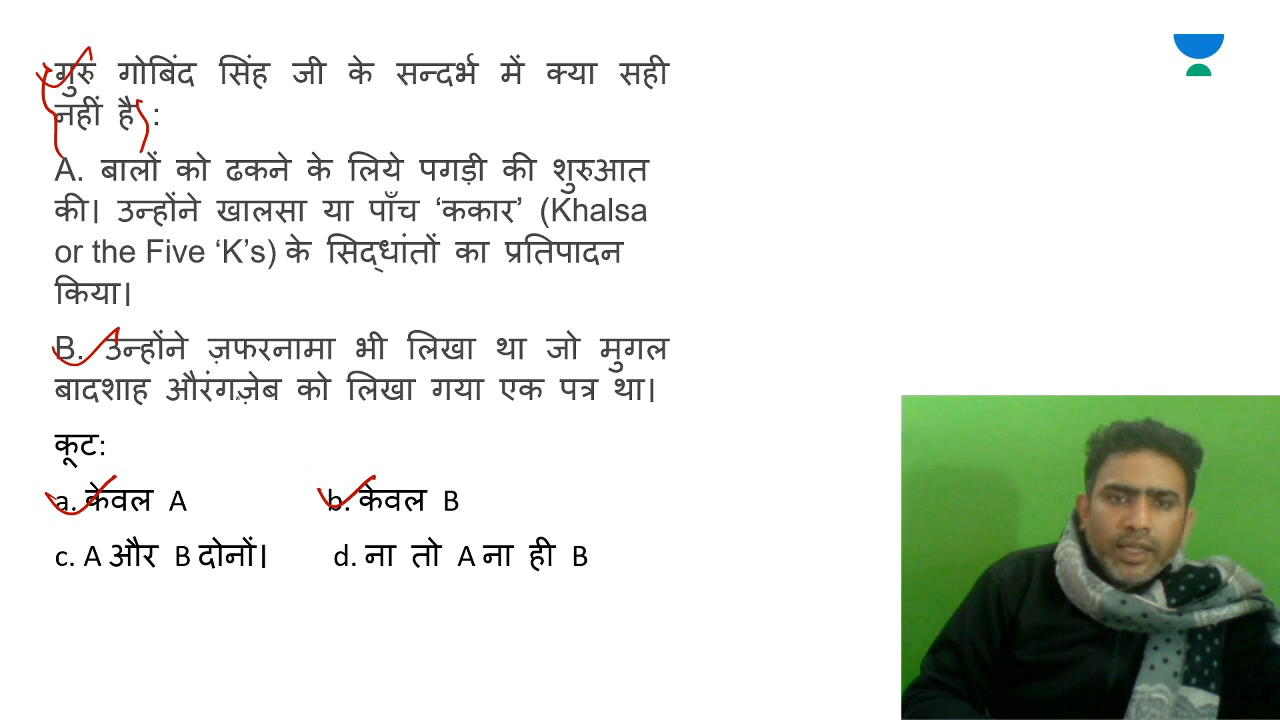 गुरु गोबिंद सिंह जी के सन्दर्भ में क्या सही
नहीं है :
A. बालों को ढकने के लिये पगड़ी की शुरुआत
की। उन्होंने खालसा या पाँच ‘ककार’ (Khalsa
or the Five ‘K’s) के सिद्धांतों का प्रतिपादन
किया।
B. उन्होंने ज़फरनामा भी लिखा था जो मुगल
बादशाह औरंगज़ेब को लिखा गया एक पत्र था।
कूट:
a. केवल A b. केवल B
c. A और B दोनों। d. ना तो A ना ही B